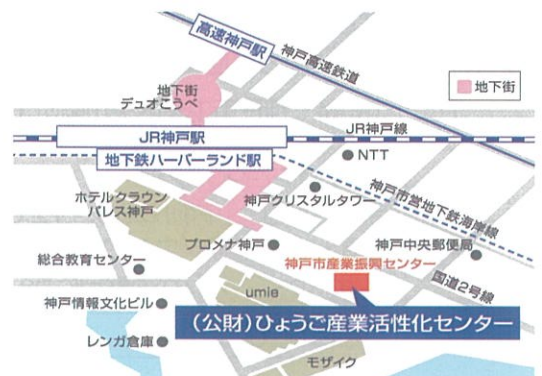 高速神戸駅
神戸高速鉄道
地下街
地下街
デュオこうべ
JR神戸駅
JR神戸線
地下鉄ハーバーランド駅
NTT
ホテルクラウン
パレス神戸
神戸クリスタルタワー
神戸市営地下鉄海岸線
プロメナ神戸
神戸中央郵便局
総合教育センター
神戸市産業振興センター
国道2号線
神戸情報文化ビル
umie
(公財)ひょうご産業活性化センター
レンガ倉庫
モザイク